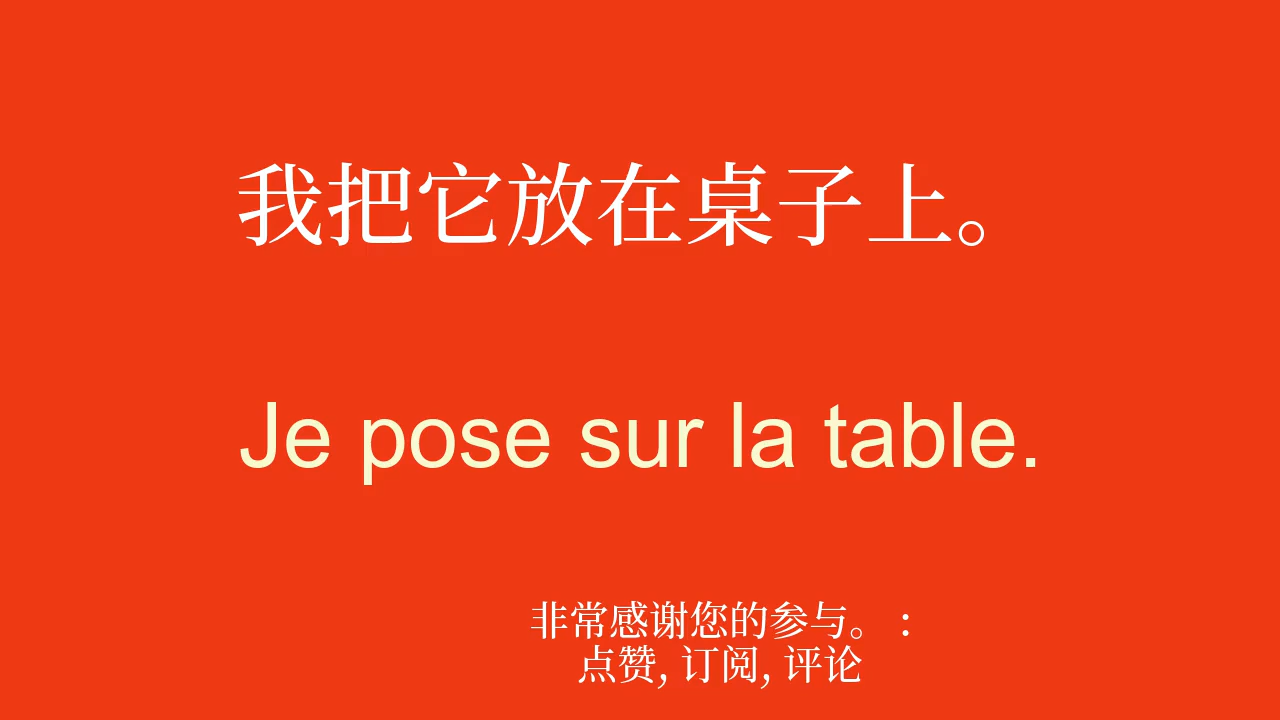 我把它放在桌子上。
Je pose sur la table.
非常感谢您的参与。 :
点赞, 订阅, 评论